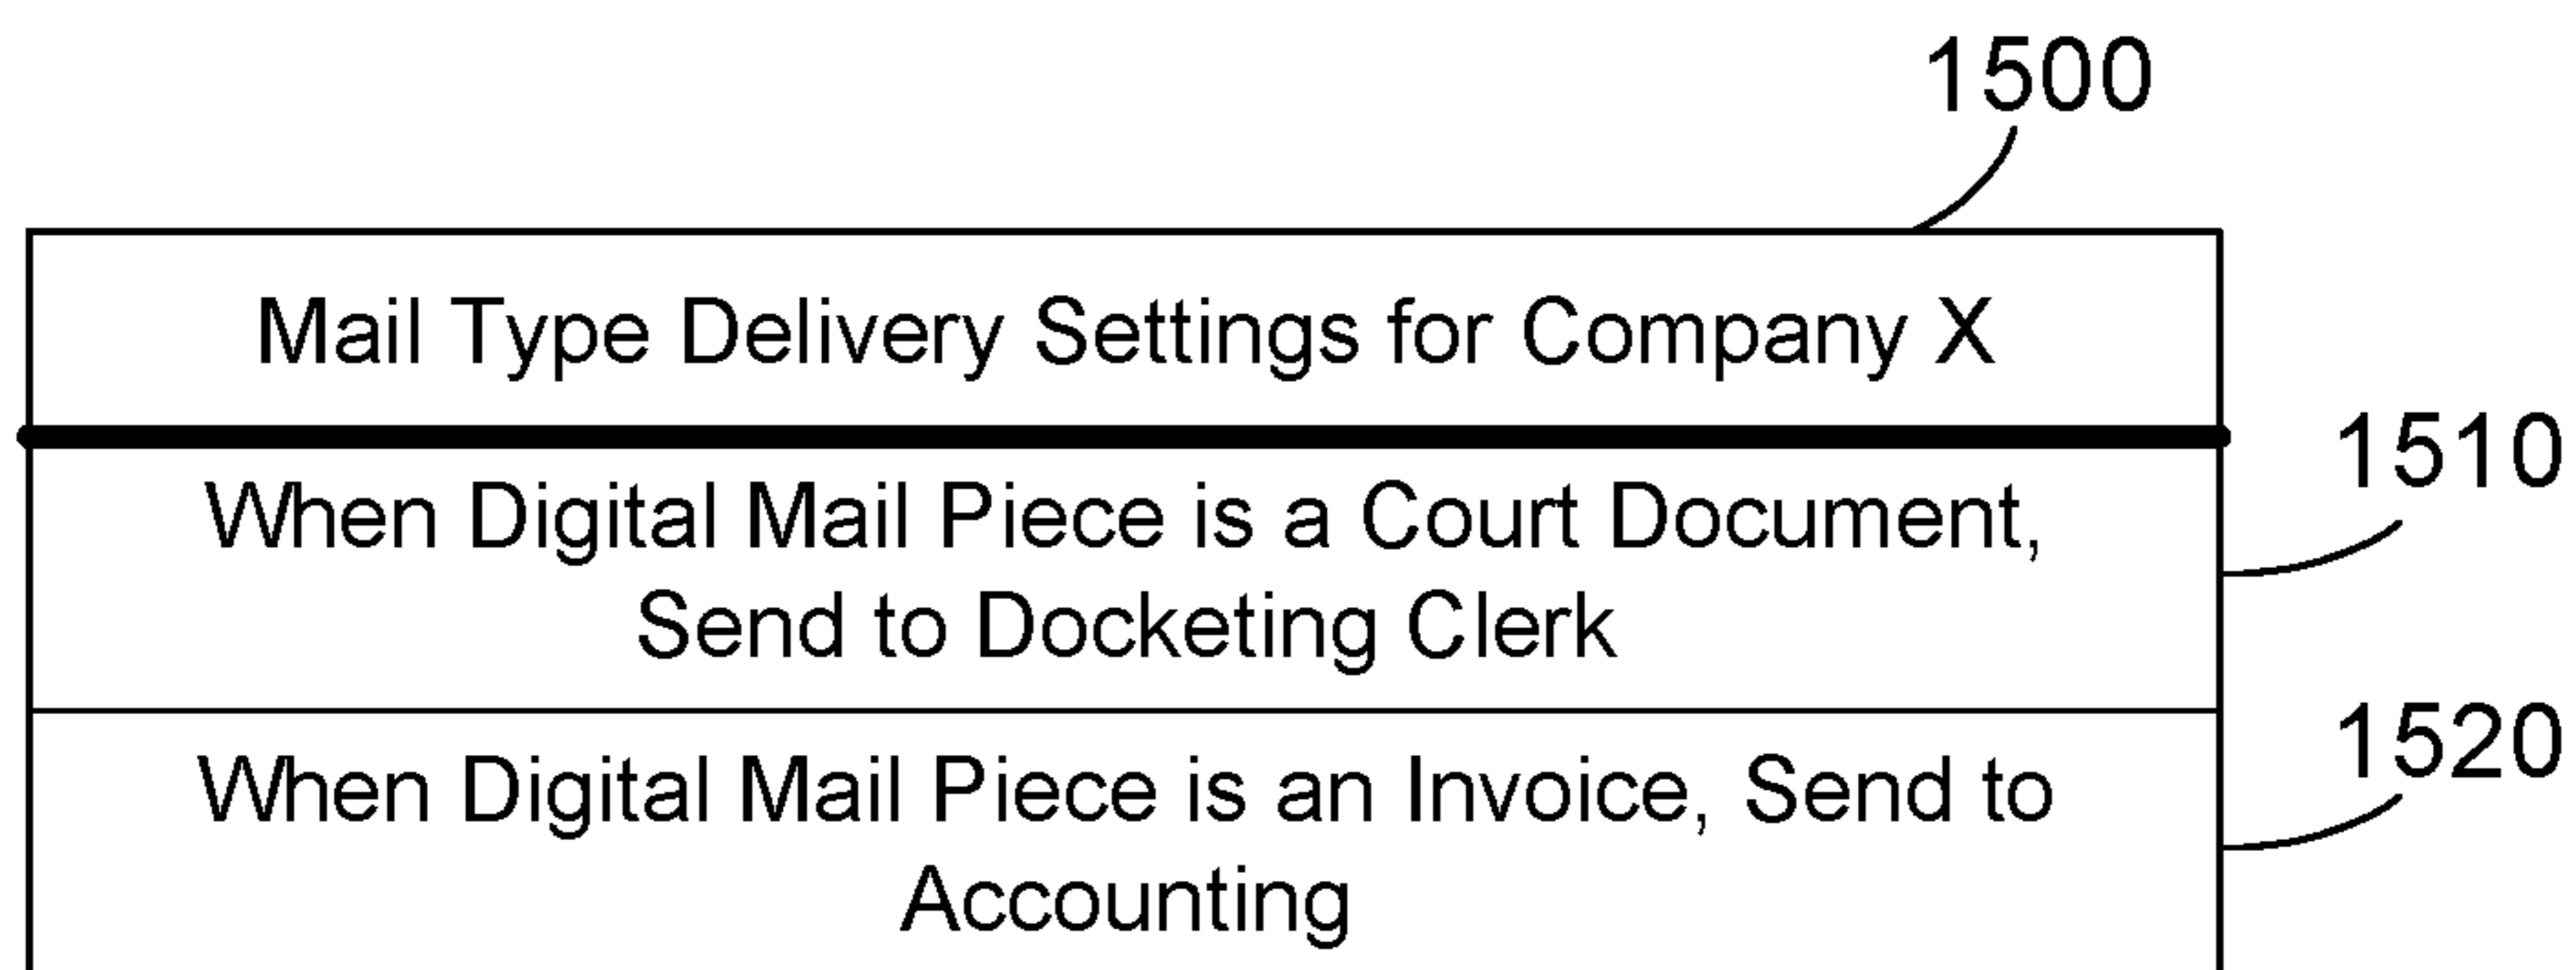 1500
Mail Type Delivery Settings for Company X
1510
When Digital Mail Piece is a Court Document,
Send to Docketing Clerk
1520
When Digital Mail Piece is an Invoice, Send to
Accounting